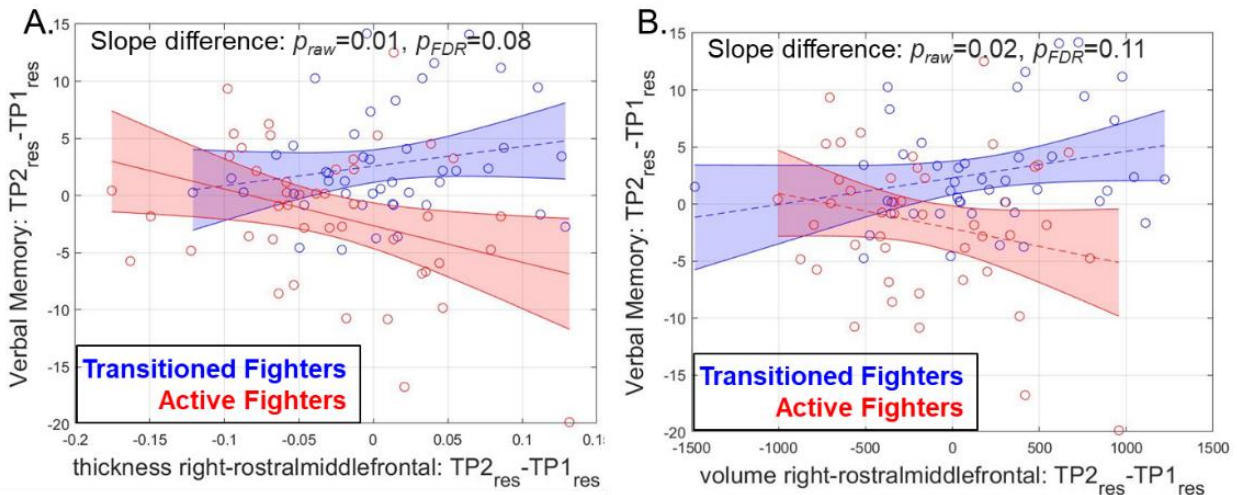 A.
Slope difference: p_raw=0.01, p_FDR=0.08
Verbal Memory: TP2_res-TP1_res
15
10
5
0
-5
-10
-15
-20
Transitioned Fighters
Active Fighters
-0.2 -0.15 -0.1 -0.05 0 0.05 0.1 0.1
thickness right-rostralmiddlefrontal: TP2_res-TP1_res
B.
Slope difference: p_raw=0.02, p_FDR=0.11
Verbal Memory: TP2_res-TP1_res
15
10
5
0
-5
-10
-15
-20
Transitioned Fighters
Active Fighters
-1500 -1000 -500 0 500 1000 1500
volume right-rostralmiddlefrontal: TP2_res-TP1_res